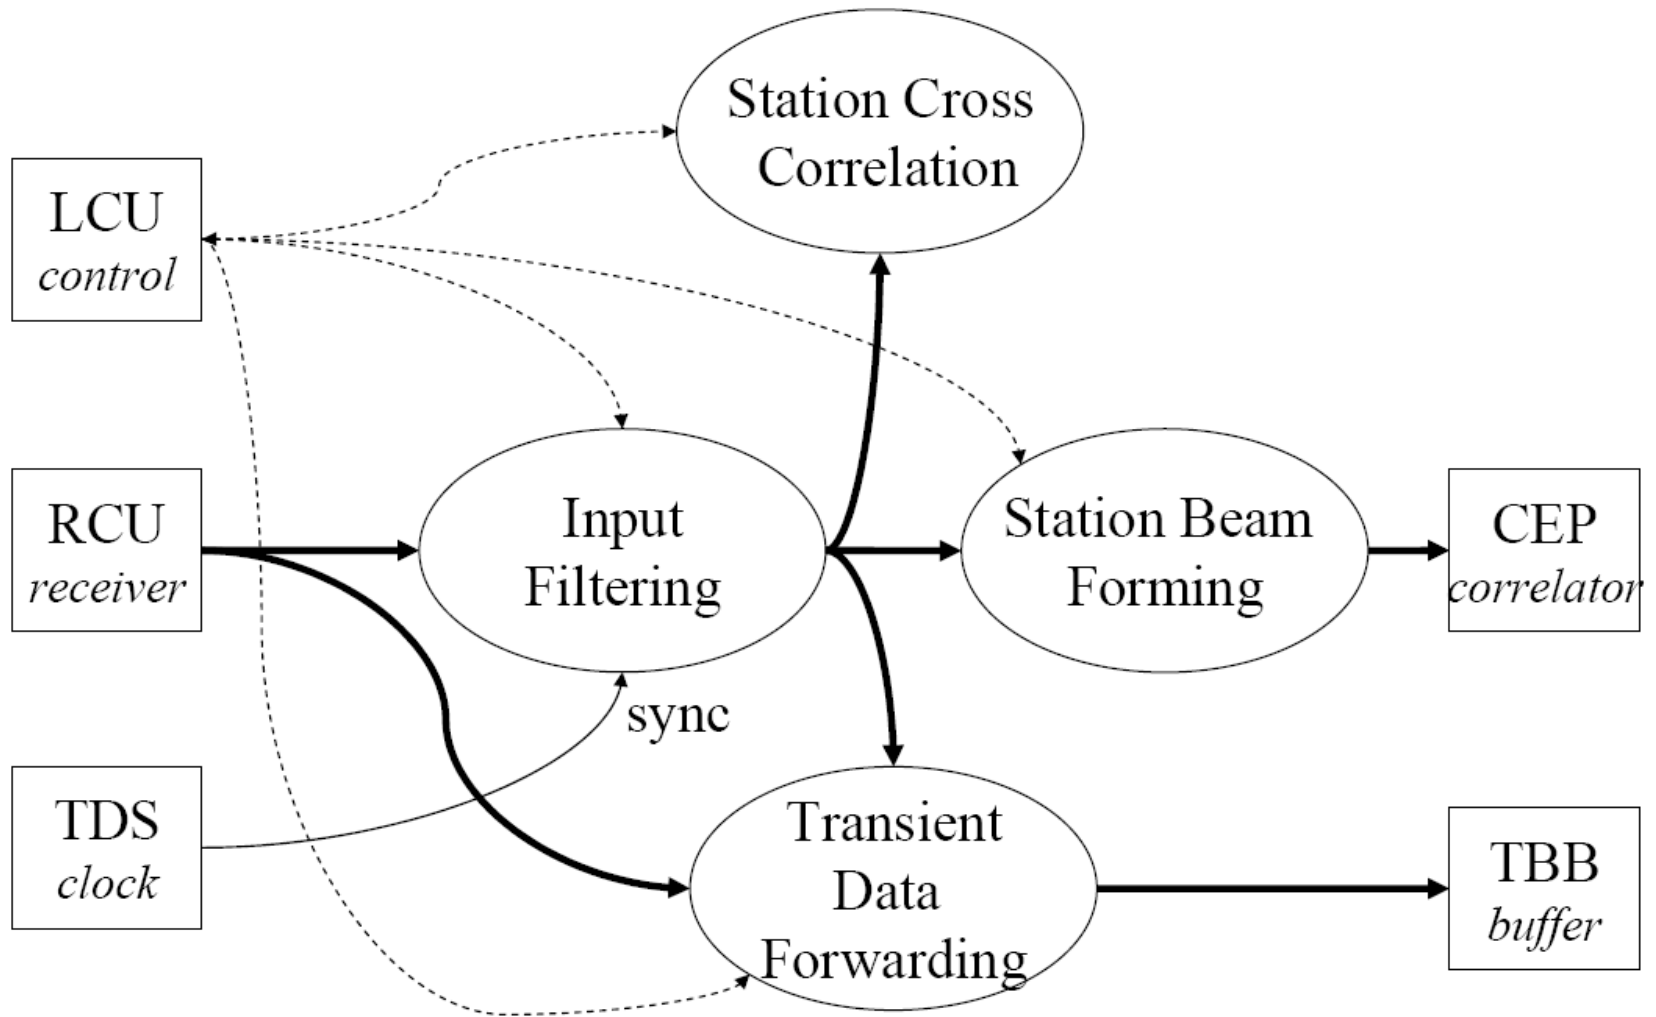 Station Cross
Correlation
LCU
control
RCU
receiver
Input
Filtering
Station Beam
Forming
CEP
correlator
sync
TDS
clock
Transient
Data
Forwarding
TBB
buffer